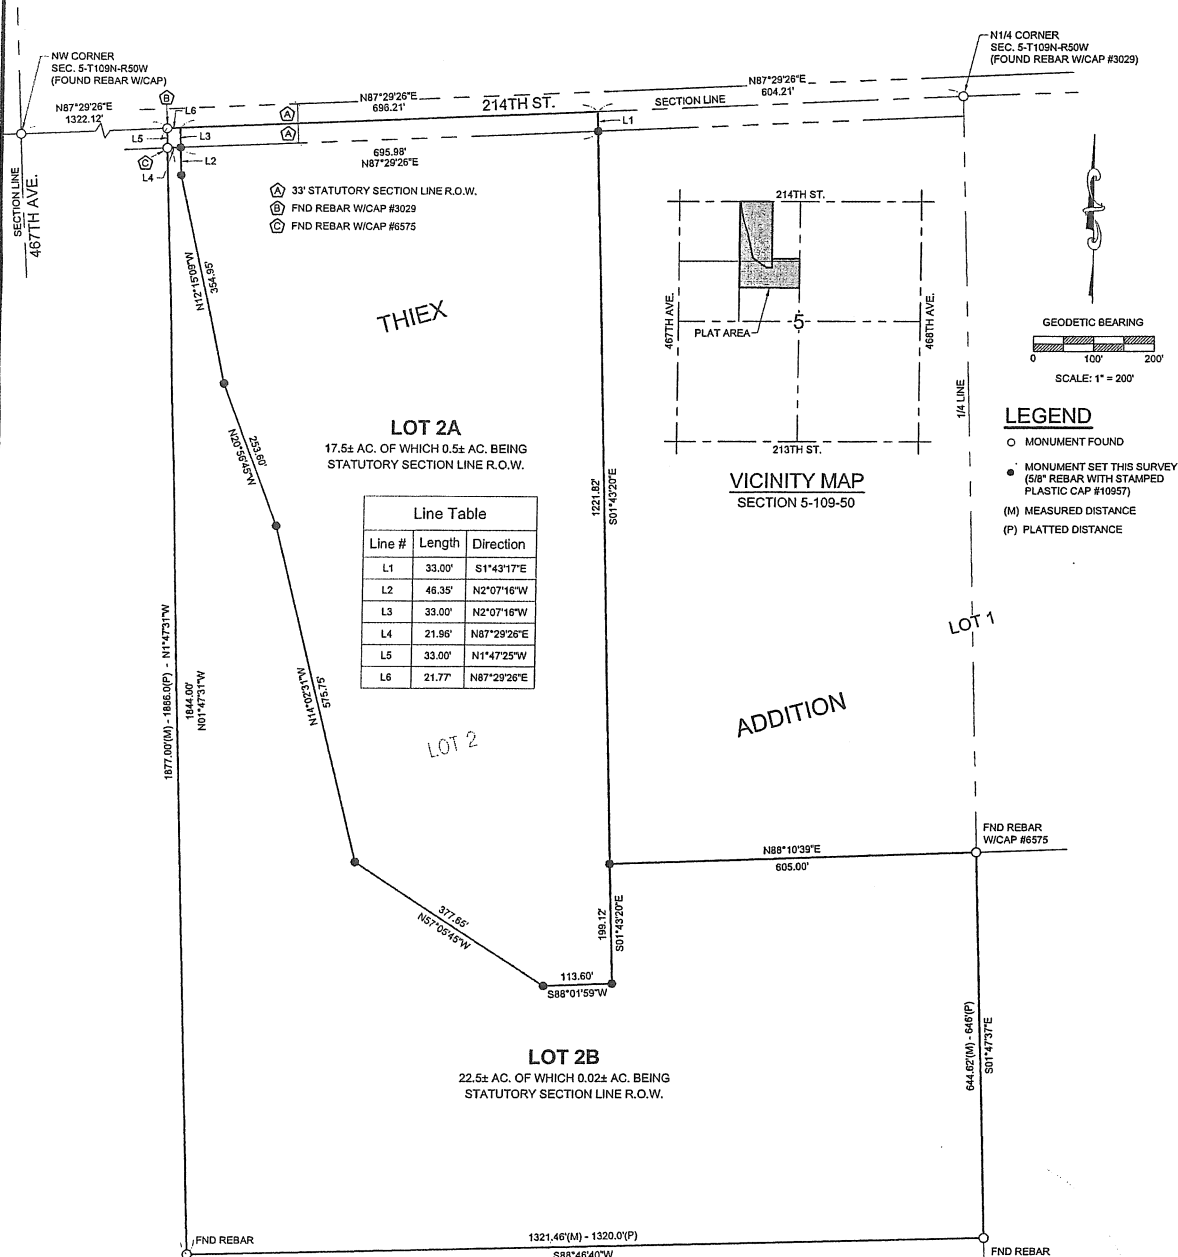 NW CORNER
SEC. 5-T109N-R50W
(FOUND REBAR W/CAP)
N1/4 CORNER
SEC. 5-T109N-R50W
(FOUND REBAR W/CAP #3029)
N87°29'26"E
1322.12'
B
L6
N87°29'26"E
696.21'
214TH ST.
SECTION LINE
N87°29'26"E
604.21'
A
A
L5
L3
L1
C
L4
L2
695.98'
N87°29'26"E
SECTION LINE
467TH AVE.
A 33' STATUTORY SECTION LINE R.O.W.
B FND REBAR W/CAP #3029
C FND REBAR W/CAP #6575
N12°15'09"W
354.95'
THIEX
214TH ST.
467TH AVE.
468TH AVE.
PLAT AREA
5
213TH ST.
VICINITY MAP
SECTION 5-109-50
GEODETIC BEARING
0 100' 200'
SCALE: 1" = 200'
1/4 LINE
LEGEND
MONUMENT FOUND
MONUMENT SET THIS SURVEY
(5/8" REBAR WITH STAMPED
PLASTIC CAP #10957)
(M) MEASURED DISTANCE
(P) PLATTED DISTANCE
LOT 2A
17.5± AC. OF WHICH 0.5± AC. BEING
STATUTORY SECTION LINE R.O.W.
253.60'
N20°56'45"W
1221.82'
S01°43'20"E
Line Table
Line # Length Direction
L1 33.00' S1°43'17"E
L2 46.35' N2°07'16"W
L3 33.00' N2°07'16"W
L4 21.96' N87°29'26"E
L5 33.00' N1°47'25"W
L6 21.77' N87°29'26"E
LOT 1
1877.00'(M) - 1886.0(P) - N1°47'31"W
1844.00'
N01°47'31"W
575.75'
N14°02'31"W
LOT 2
ADDITION
FND REBAR
W/CAP #6575
N88°10'39"E
605.00'
377.65'
N57°05'45"W
199.12'
S01°43'20"E
113.60'
S88°01'59"W
LOT 2B
22.5± AC. OF WHICH 0.02± AC. BEING
STATUTORY SECTION LINE R.O.W.
644.62'(M) - 646'(P)
S01°47'37"E
FND REBAR
1321.46'(M) - 1320.0'(P)
S88°46'40"W
FND REBAR